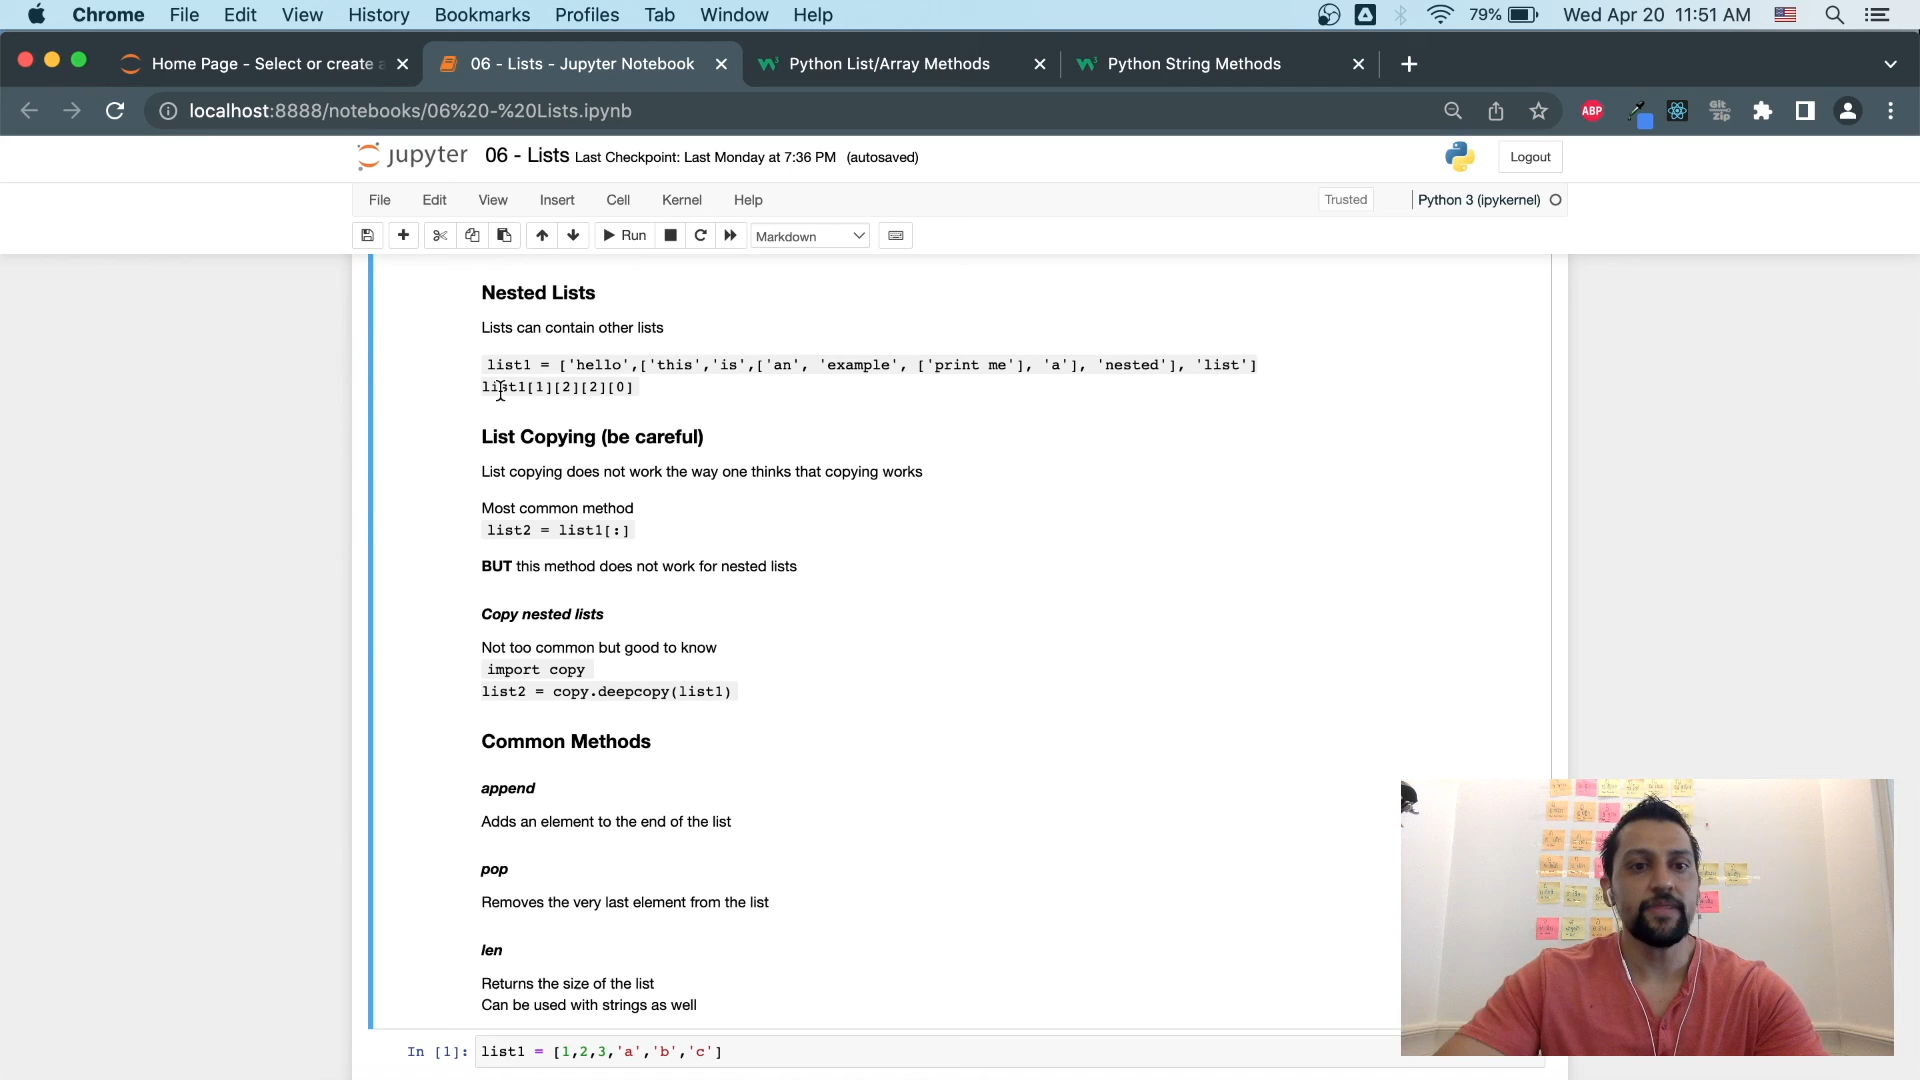 Chrome File Edit View History Bookmarks Profiles Tab Window Help 79% Wed Apr 20 11:51 AM
Home Page - Select or create a
06 - Lists - Jupyter Notebook
Python List/Array Methods
Python String Methods
localhost:8888/notebooks/06%20-%20Lists.ipynb
ABP
Git Zip
jupyter 06 - Lists Last Checkpoint: Last Monday at 7:36 PM (autosaved) Logout
File Edit View Insert Cell Kernel Help Trusted Python 3 (ipykernel)
Run Markdown
Nested Lists
Lists can contain other lists
list1 = ['hello',['this','is',['an', 'example', ['print me'], 'a'], 'nested'], 'list']
list1[1][2][2][0]
List Copying (be careful)
List copying does not work the way one thinks that copying works
Most common method
list2 = list1[:]
BUT this method does not work for nested lists
Copy nested lists
Not too common but good to know
import copy
list2 = copy.deepcopy(list1)
Common Methods
append
Adds an element to the end of the list
pop
Removes the very last element from the list
len
Returns the size of the list
Can be used with strings as well
In [1]: list1 = [1,2,3,'a','b','c']